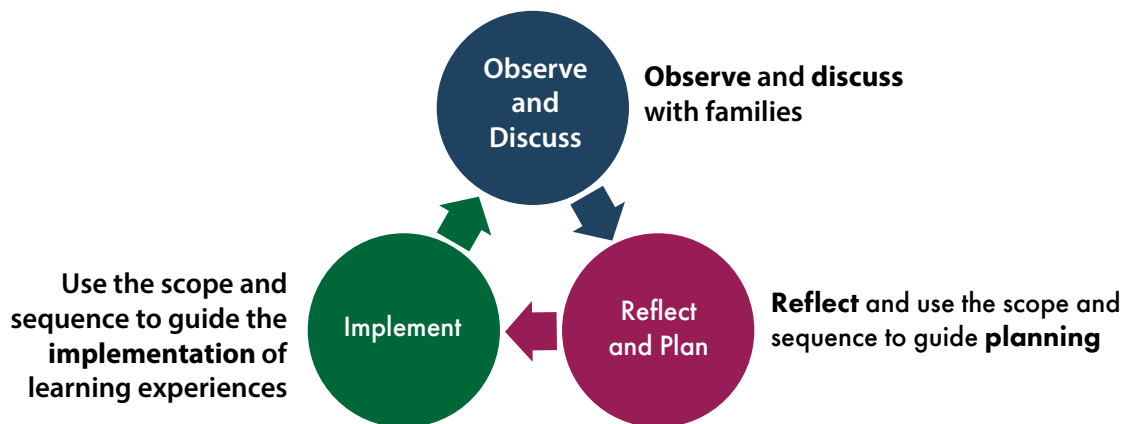 Observe
and
Discuss
Observe and discuss
with families
Reflect
and Plan
Reflect and use the scope and
sequence to guide planning
Implement
Use the scope and
sequence to guide the
implementation of
learning experiences